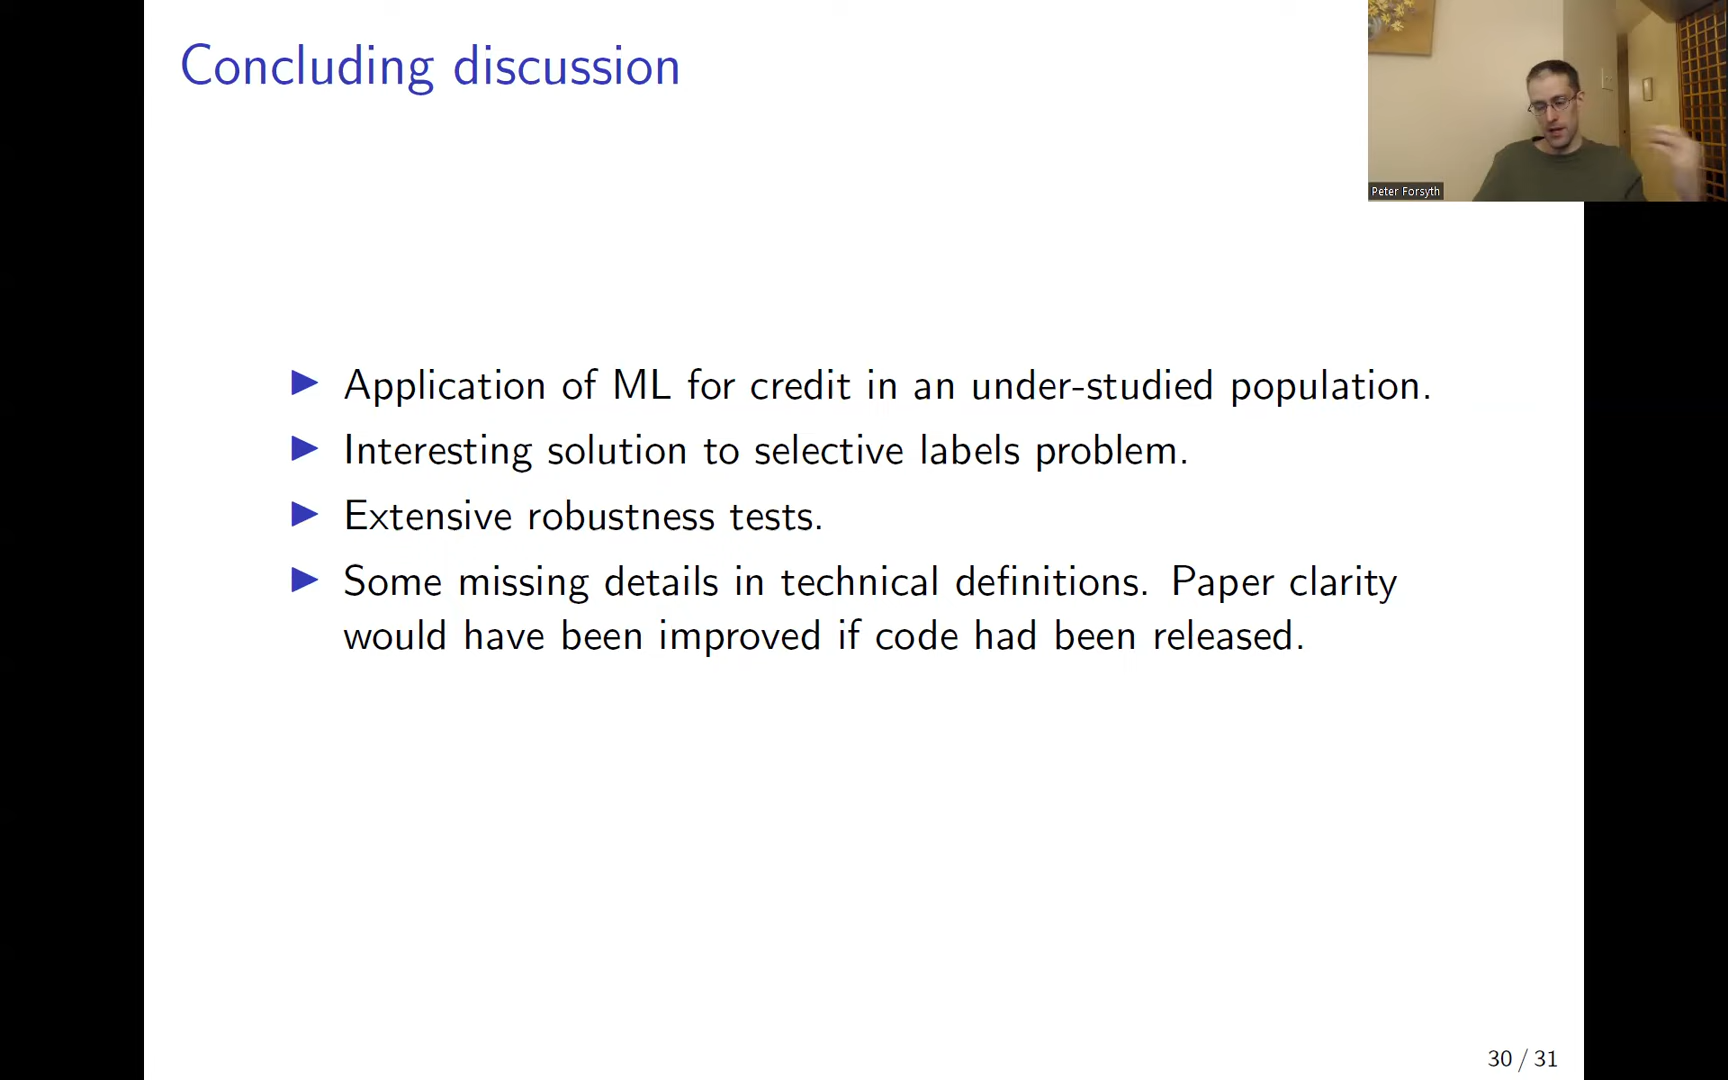 Concluding discussion
Peter Forsyth
▶ Application of ML for credit in an under-studied population.
▶ Interesting solution to selective labels problem.
▶ Extensive robustness tests.
▶ Some missing details in technical definitions. Paper clarity
would have been improved if code had been released.
30 / 31